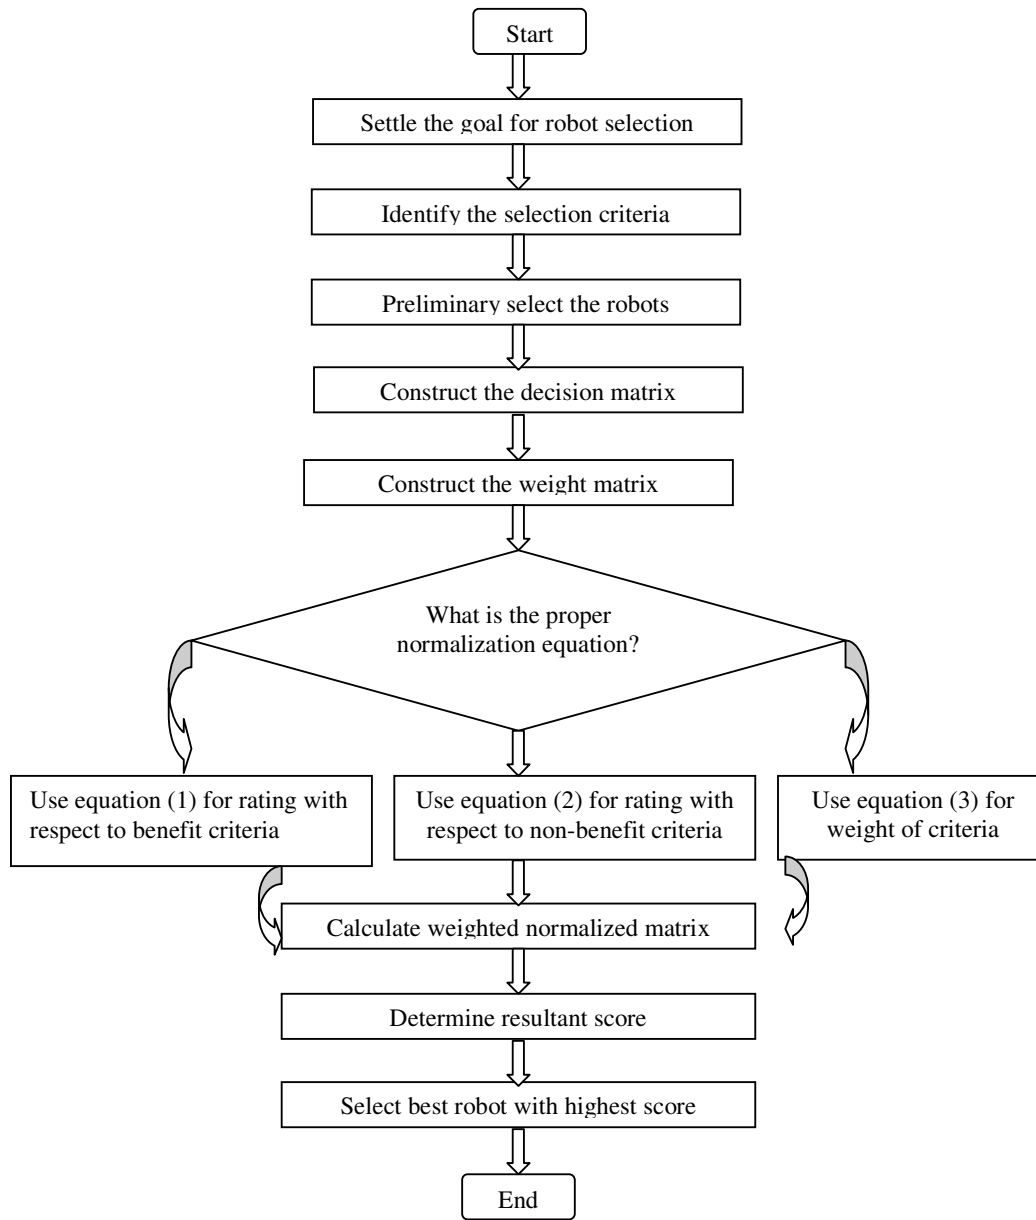 Start
Settle the goal for robot selection
Identify the selection criteria
Preliminary select the robots
Construct the decision matrix
Construct the weight matrix
What is the proper
normalization equation?
Use equation (1) for rating with
respect to benefit criteria
Use equation (2) for rating with
respect to non-benefit criteria
Use equation (3) for
weight of criteria
Calculate weighted normalized matrix
Determine resultant score
Select best robot with highest score
End